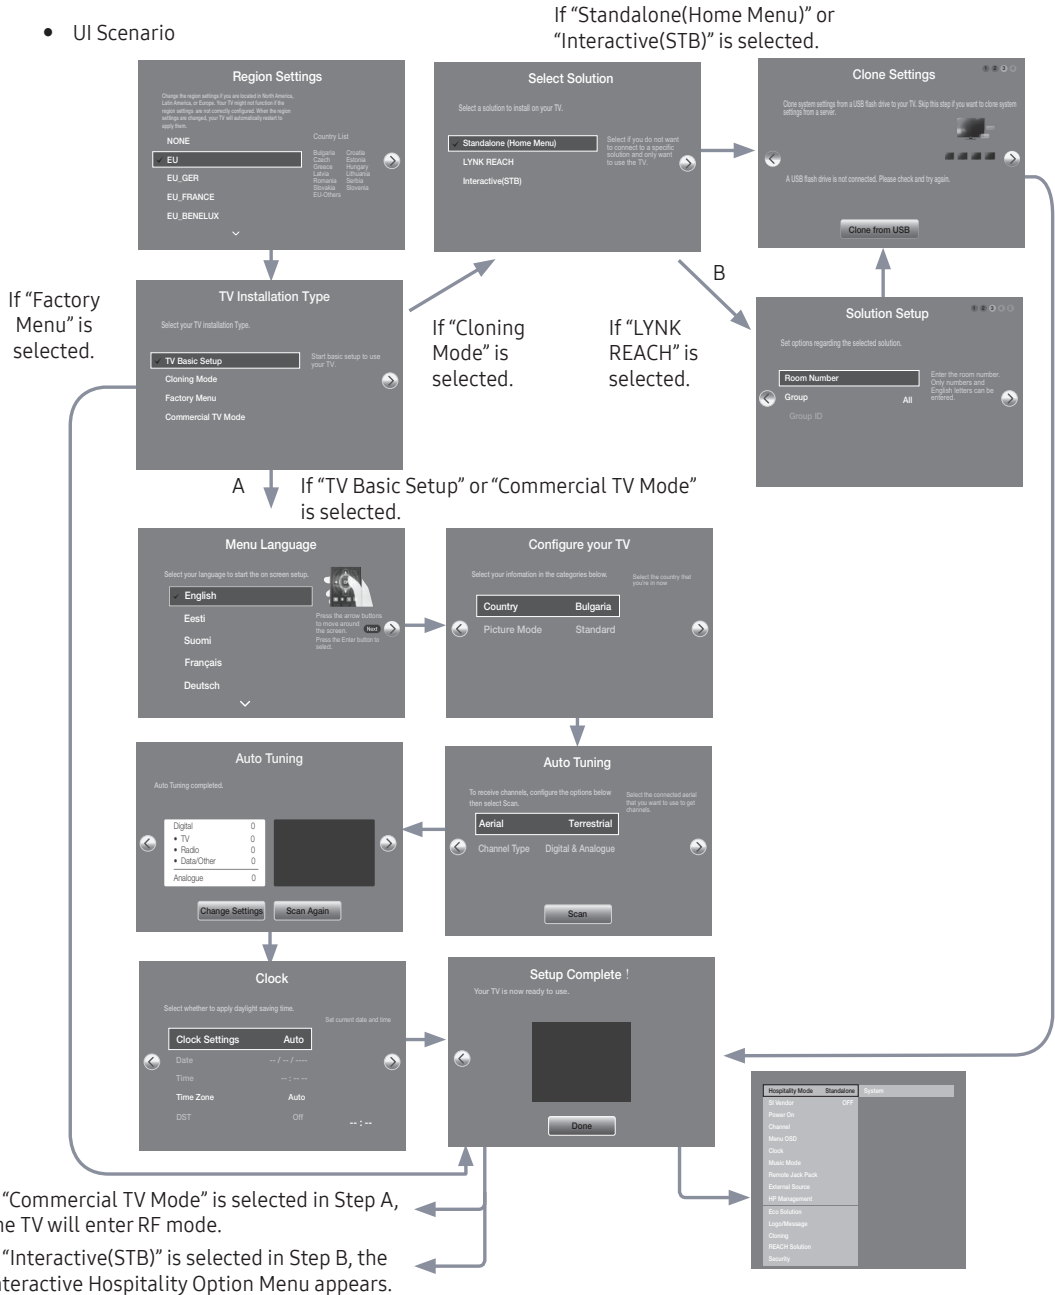 • UI Scenario
If “Standalone(Home Menu)” or
“Interactive(STB)” is selected.
Region Settings
Change the region settings if you are located in North America,
Latin America, or Europe. Your TV might not function if the
region settings are not correctly configured. When the region
settings are changed, your TV will automatically restart to
apply them.
Country List
NONE
EU
EU_GER
EU_FRANCE
EU_BENELUX
Bulgaria Croatia
Czech Estonia
Greece Hungary
Latvia Lithuania
Romania Serbia
Slovakia Slovenia
EU-Others
Select Solution
Select a solution to install on your TV.
Standalone (Home Menu)
LYNK REACH
Interactive(STB)
Select if you do not want
to connect to a specific
solution and only want
to use the TV.
Clone Settings
1 2 3 4
Clone system settings from a USB flash drive to your TV. Skip this step if you want to clone system
settings from a server.
A USB flash drive is not connected. Please check and try again.
Clone from USB
If “Factory
Menu” is
selected.
TV Installation Type
Select your TV installation Type.
TV Basic Setup
Cloning Mode
Factory Menu
Commercial TV Mode
Start basic setup to use
your TV.
If “Cloning
Mode” is
selected.
If “LYNK
REACH” is
selected.
B
Solution Setup
1 2 3 4 5
Set options regarding the selected solution.
Room Number
Group All
Group ID
Enter the room number.
Only numbers and
English letters can be
entered.
A
If “TV Basic Setup” or “Commercial TV Mode”
is selected.
Menu Language
Select your language to start the on screen setup.
English
Eesti
Suomi
Français
Deutsch
Press the arrow buttons
to move around
the screen.
Press the Enter button to
select.
Next
Configure your TV
Select your infomation in the categories below.
Select the country that
you're in now
Country Bulgaria
Picture Mode Standard
Auto Tuning
Auto Tuning completed.
Digital 0
• TV 0
• Radio 0
• Data/Other 0
Analogue 0
Change Settings Scan Again
Auto Tuning
To receive channels, configure the options below
then select Scan.
Select the connected aerial
that you want to use to get
channels.
Aerial Terrestrial
Channel Type Digital & Analogue
Scan
Clock
Select whether to apply daylight saving time.
Set current date and time
Clock Settings Auto
Date -- / -- / ----
Time -- : -- --
Time Zone Auto
DST Off
-- : --
Setup Complete !
Your TV is now ready to use.
Done
Hospitality Mode Standalone System
SI Vendor OFF
Power On
Channel
Menu OSD
Clock
Music Mode
Remote Jack Pack
External Source
HP Management
Eco Solution
Logo/Message
Cloning
REACH Solution
Security
“Commercial TV Mode” is selected in Step A,
he TV will enter RF mode.
“Interactive(STB)” is selected in Step B, the
nteractive Hospitality Option Menu appears.